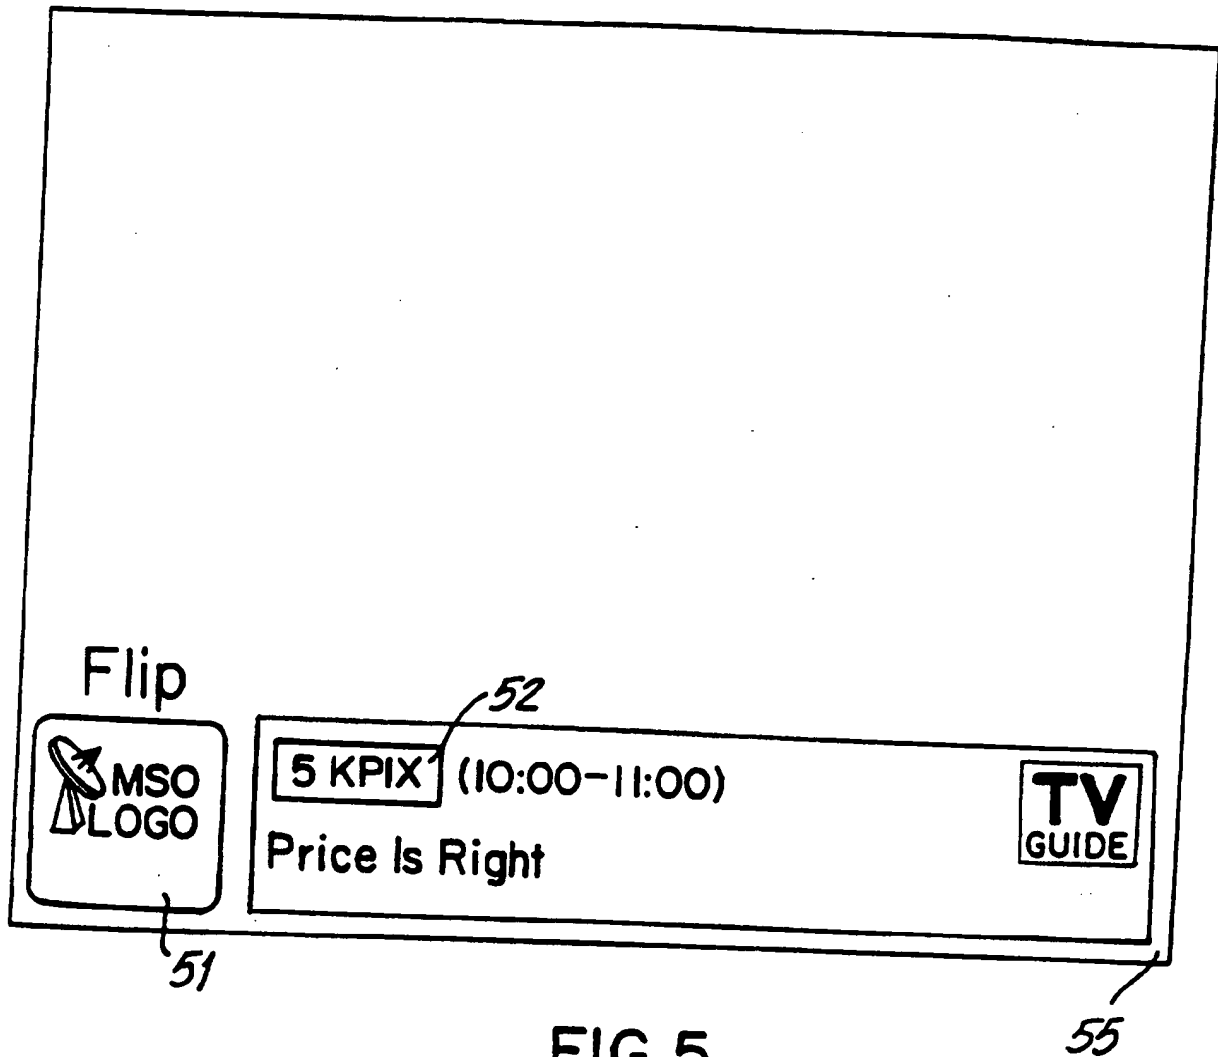 Flip
52
MSO
LOGO
5 KPIX (10:00-11:00)
Price Is Right
TV
GUIDE
51
55
FIG.5